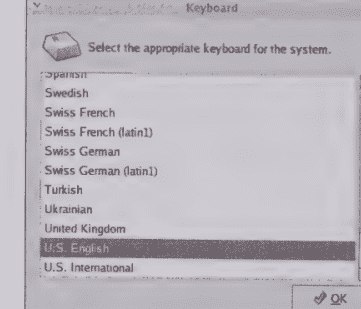 Keyboard
Select the appropriate keyboard for the system.
Spanish
Swedish
Swiss French
Swiss French (latin1)
Swiss German
Swiss German (latin1)
Turkish
Ukrainian
United Kingdom
U.S. English
U.S. International
OK